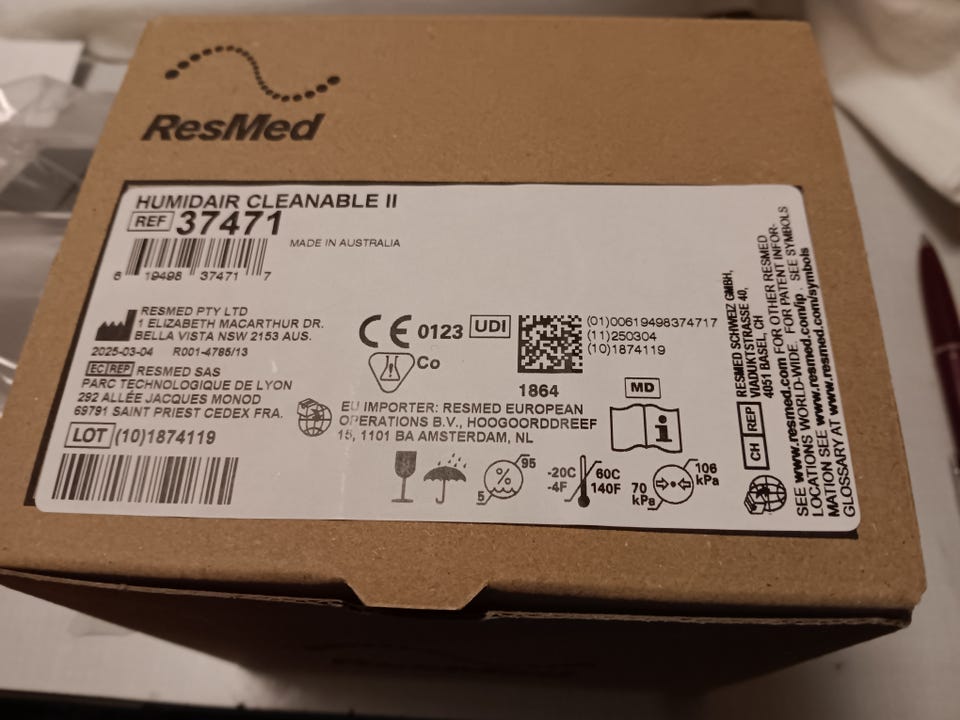 ResMed
HUMIDAIR CLEANABLE II
REF 37471
MADE IN AUSTRALIA
6 19498 37471 7
RESMED PTY LTD
1 ELIZABETH MACARTHUR DR.
BELLA VISTA NSW 2153 AUS.
2025-03-04 R001-4785/13
EC REP RESMED SAS
PARC TECHNOLOGIQUE DE LYON
292 ALLÉE JACQUES MONOD
69791 SAINT PRIEST CEDEX FRA.
LOT (10)1874119
CE 0123 UDI
(01)00619498374717
(11)250304
(10)1874119
Co
1864
MD
EU IMPORTER: RESMED EUROPEAN
OPERATIONS B.V., HOOGOORDDREEF
15, 1101 BA AMSTERDAM, NL
5 % 95
-20C 60C
-4F 140F
70 kPa 106 kPa
CH REP
RESMED SCHWEIZ GMBH,
VIADUKTSTRASSE 40,
4051 BASEL, CH
SEE www.resmed.com FOR OTHER RESMED
LOCATIONS WORLD-WIDE. FOR PATENT INFOR-
MATION SEE www.resmed.com/ip . SEE SYMBOLS
GLOSSARY AT www.resmed.com/symbols